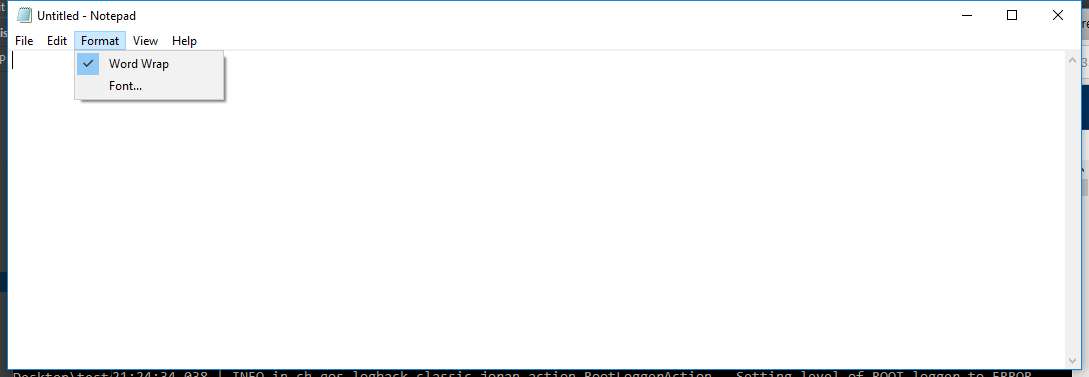 Untitled - Notepad
File Edit Format View Help
Word Wrap
Font...
Desktop\test21:24:34.038 | INFO in ch.qos.logback.classic.joran.action.RootLoggerAction - Setting level of ROOT logger to ERROR